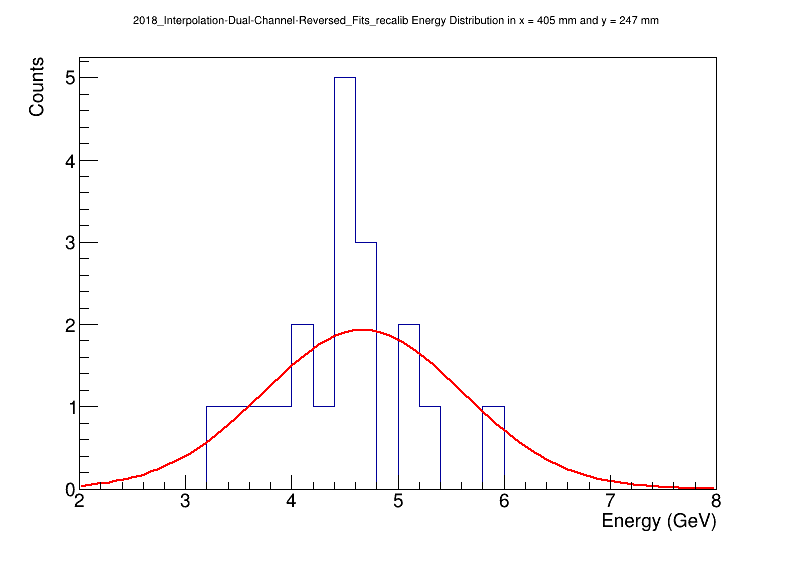 2018_Interpolation-Dual-Channel-Reversed_Fits_recalib Energy Distribution in x = 405 mm and y = 247 mm
Counts
5
4
3
2
1
0
2 3 4 5 6 7 8
Energy (GeV)